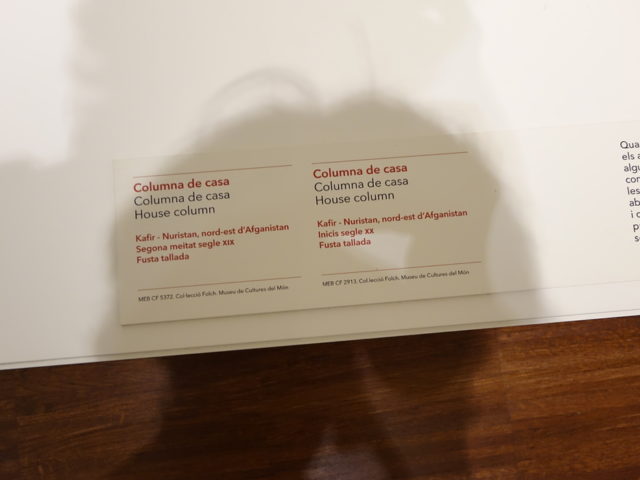 Columna de casa
Columna de casa
House column
Kafir - Nuristan, nord-est d'Afganistan
Segona meitat segle XIX
Fusta tallada
MEB CF 5372. Col·lecció Folch. Museu de Cultures del Món
Columna de casa
Columna de casa
House column
Kafir - Nuristan, nord-est d'Afganistan
Inicis segle XX
Fusta tallada
MEB CF 2913. Col·lecció Folch. Museu de Cultures del Món
els
les
i